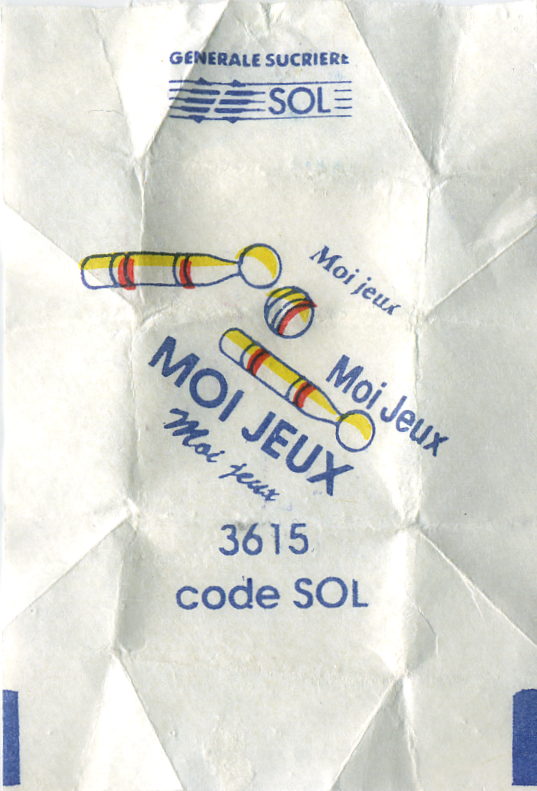 GENERALE SUCRIERE
SOL
Moi jeux
Moi Jeux
MOI JEUX
Moi jeux
3615
code SOL